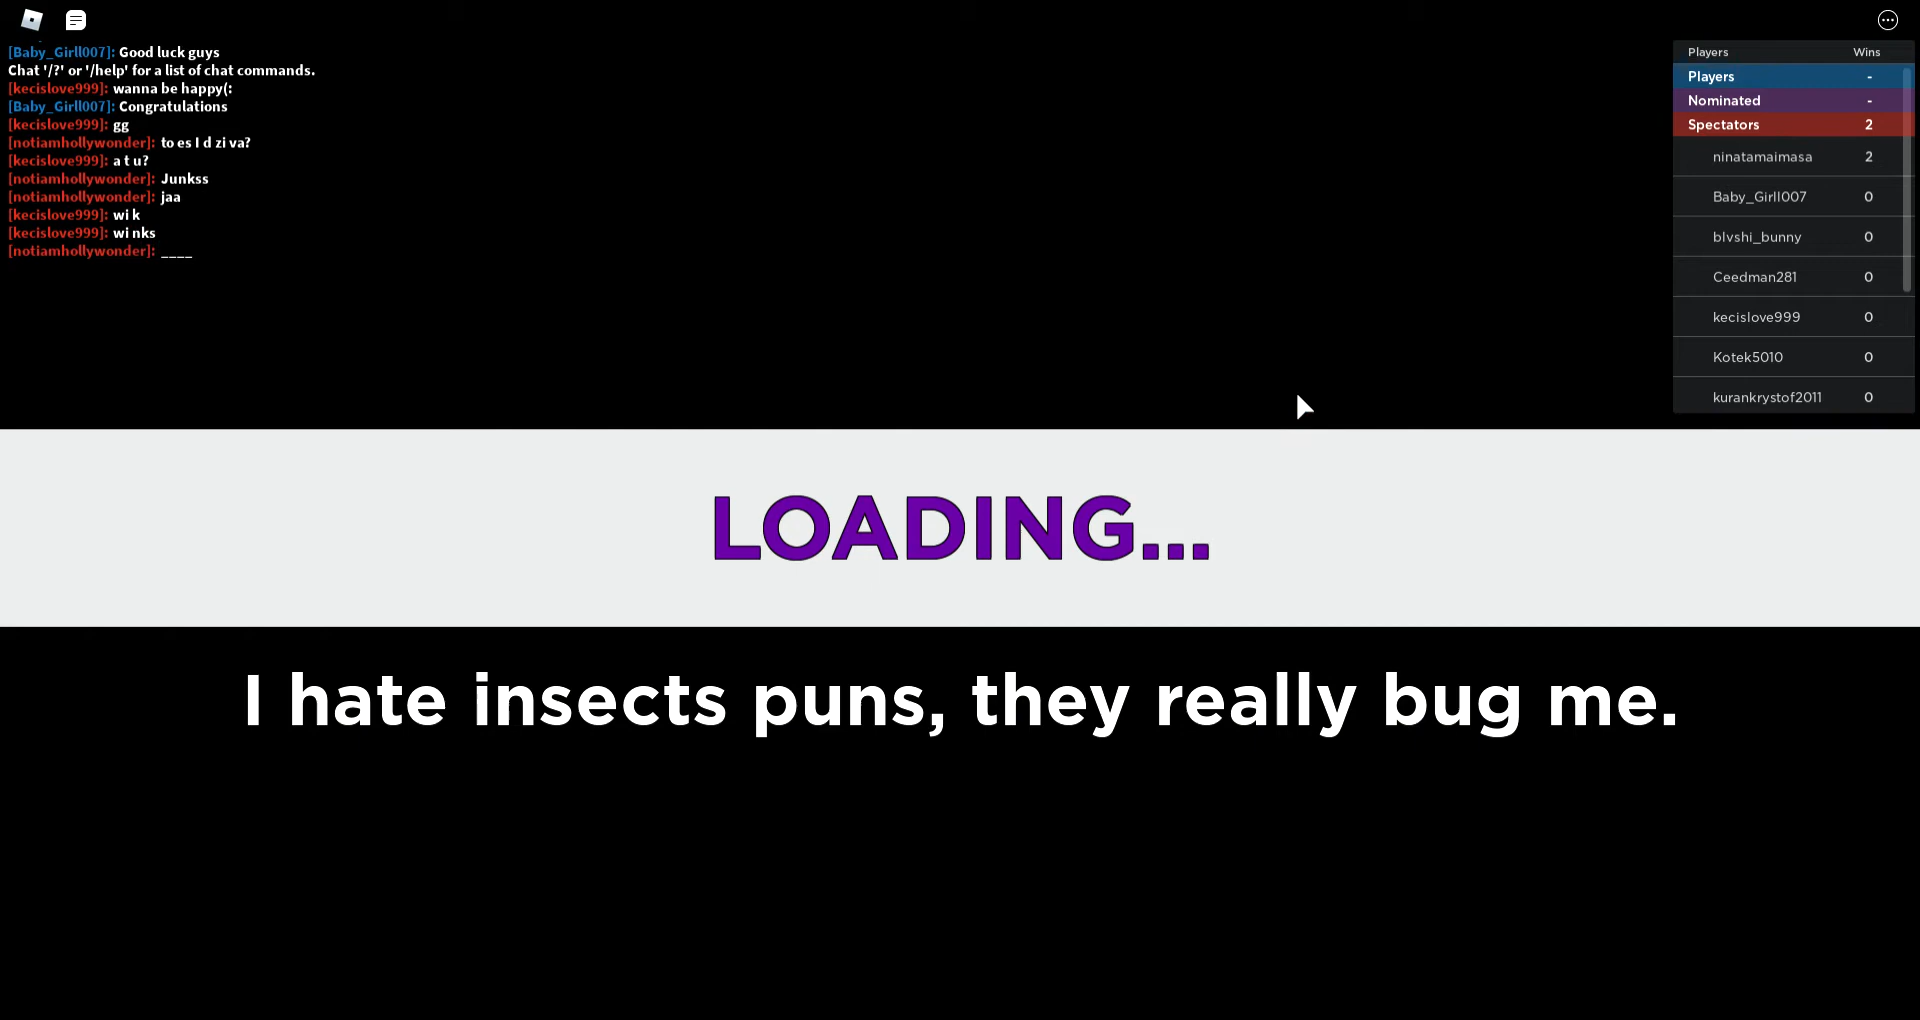 [Baby_Girll007]: Good luck guys
Chat '/?' or '/help' for a list of chat commands.
[kecislove999]: wanna be happy(:
[Baby_Girll007]: Congratulations
[kecislove999]: gg
[notiamhollywonder]: to es I d zi va?
[kecislove999]: a t u?
[notiamhollywonder]: Junkss
[notiamhollywonder]: jaa
[kecislove999]: wi k
[kecislove999]: wi nks
[notiamhollywonder]: ____
Players Wins
Players -
Nominated -
Spectators 2
ninatamaimasa 2
Baby_Girll007 0
blvshi_bunny 0
Ceedman281 0
kecislove999 0
Kotek5010 0
kurankrystof2011 0
LOADING...
I hate insects puns, they really bug me.